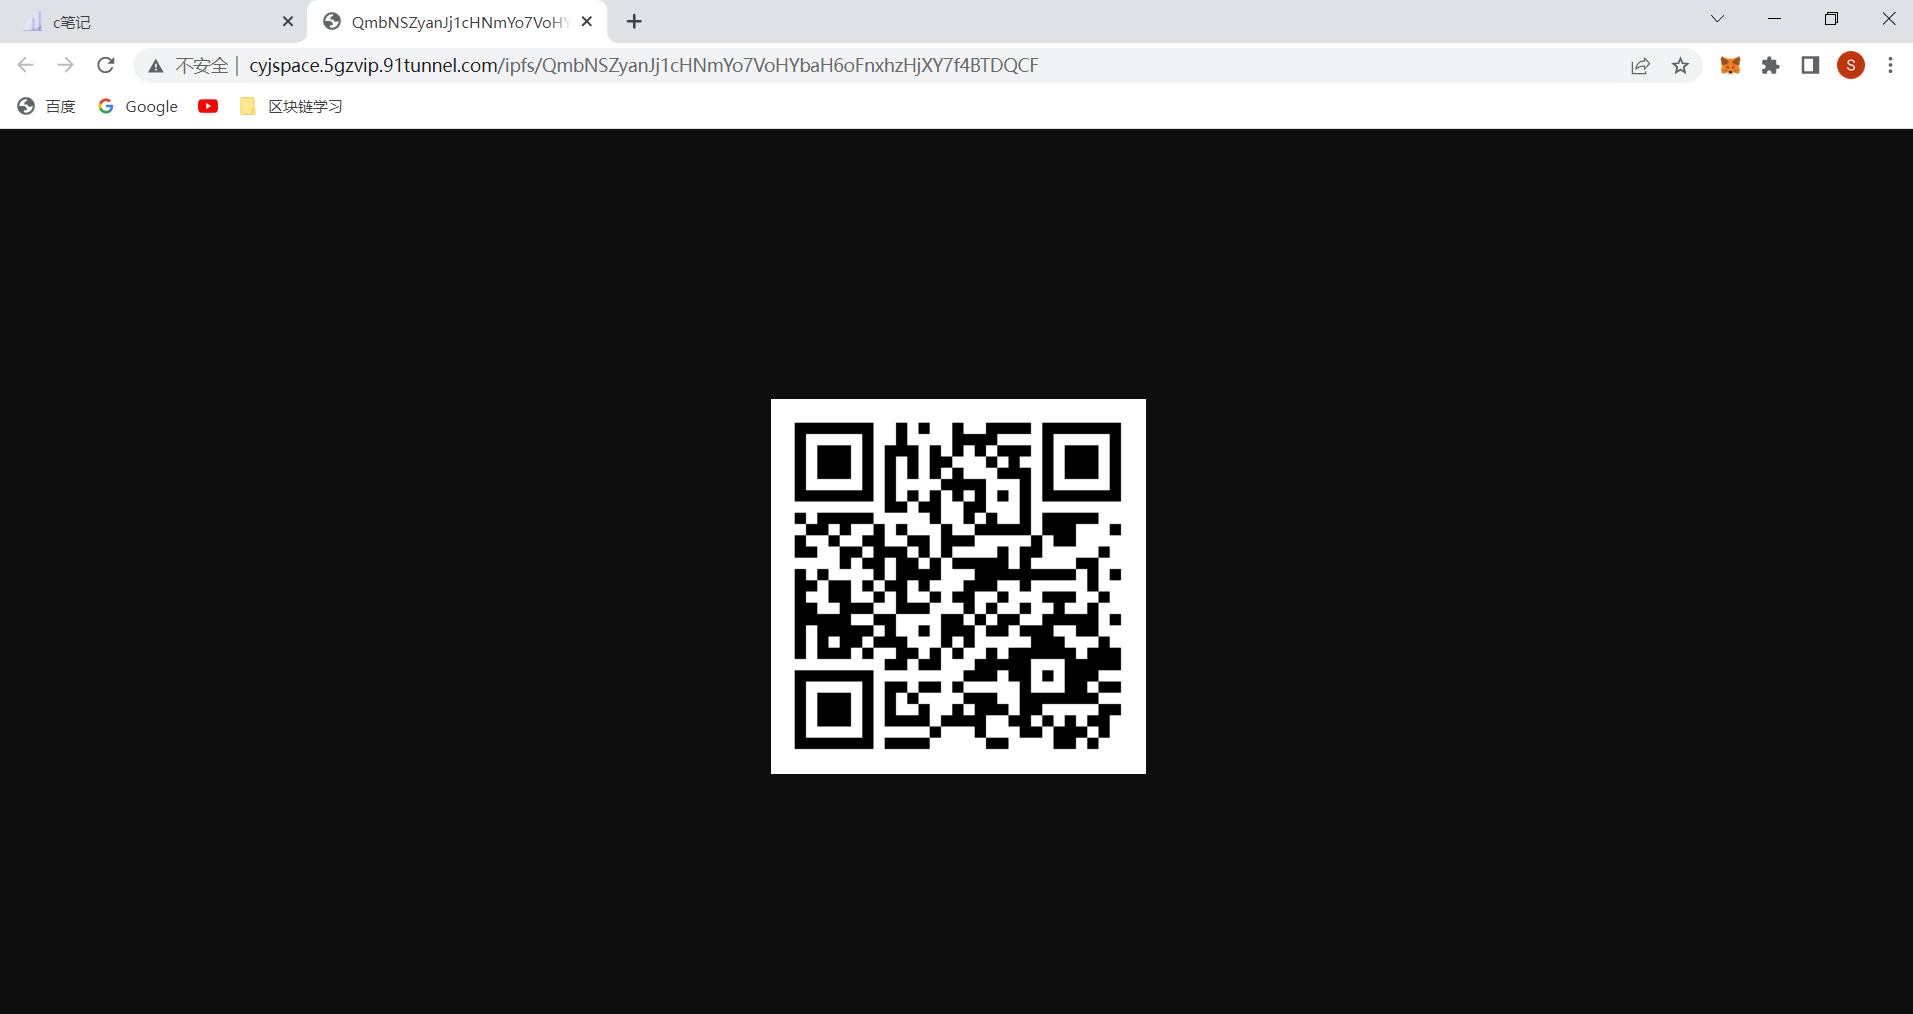 c笔记
QmbNSZyanJj1cHNmYo7VoHY
不安全 | cyjspace.5gzvip.91tunnel.com/ipfs/QmbNSZyanJj1cHNmYo7VoHYbaH6oFnxhzHjXY7f4BTDQCF
S
百度 Google 区块链学习